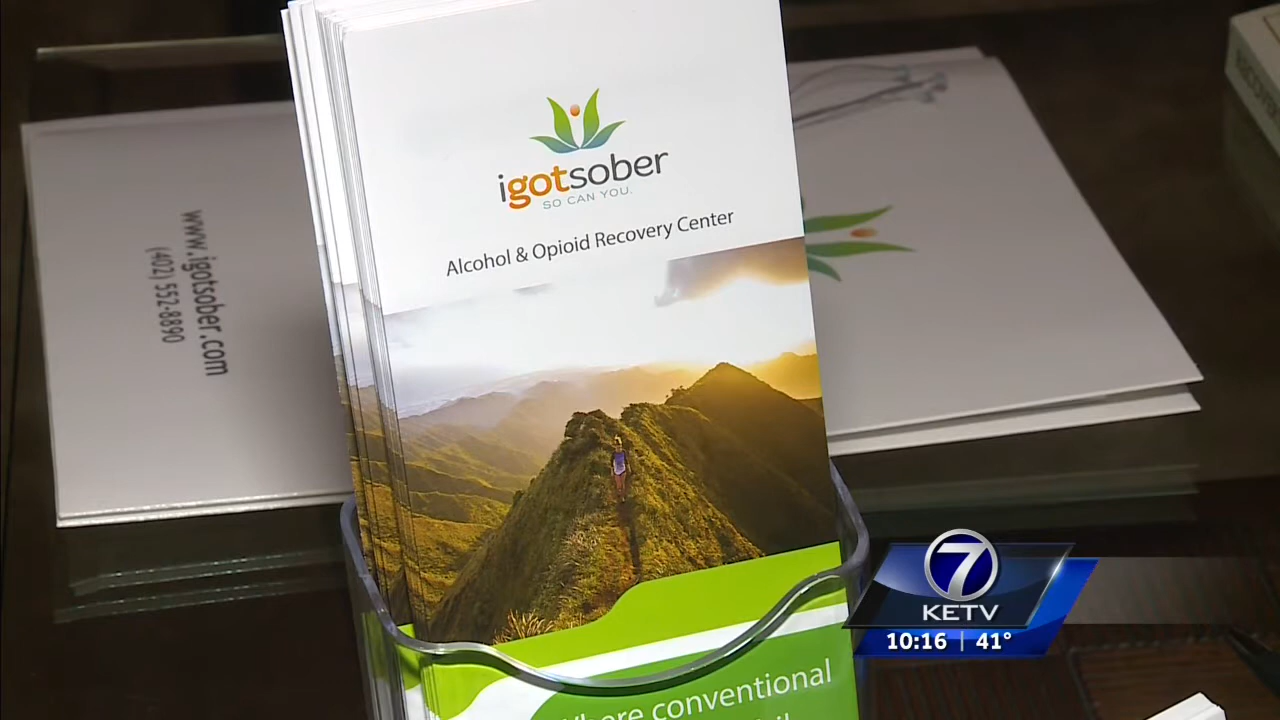 igotsober
SO CAN YOU.
Alcohol & Opioid Recovery Center
Where conventional
www.igotsober.com
(402) 552-8890
7
KETV
10:16 | 41°